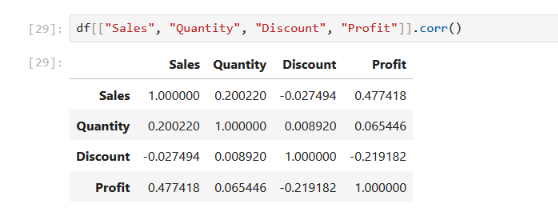 [29]: df[["Sales", "Quantity", "Discount", "Profit"]].corr()
[29]:
Sales Quantity Discount Profit
Sales 1.000000 0.200220 -0.027494 0.477418
Quantity 0.200220 1.000000 0.008920 0.065446
Discount -0.027494 0.008920 1.000000 -0.219182
Profit 0.477418 0.065446 -0.219182 1.000000